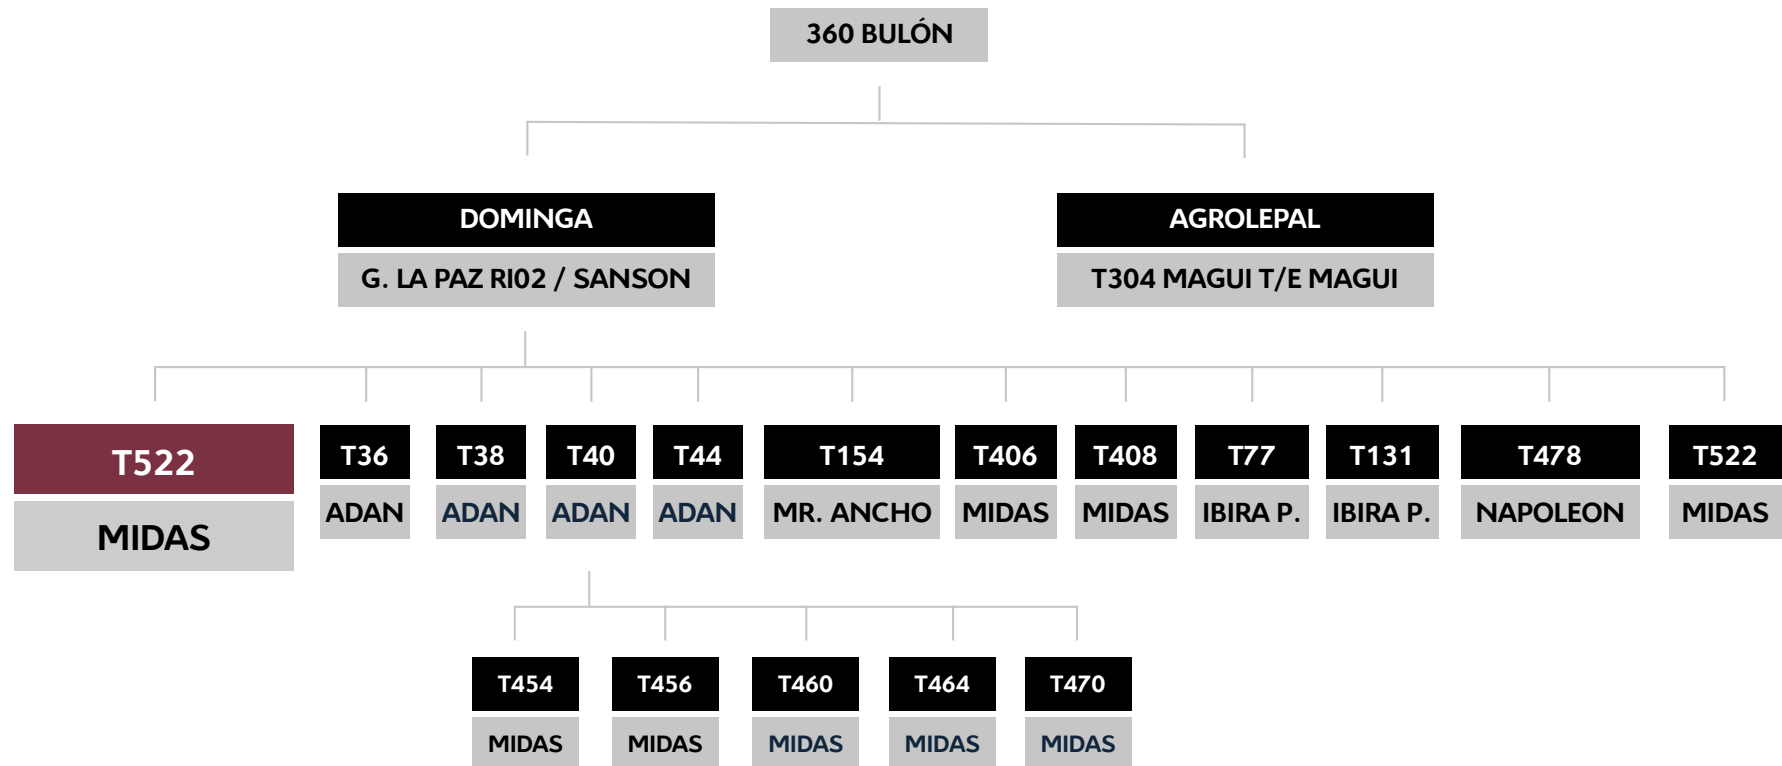 360 BULÓN
DOMINGA
G. LA PAZ RI02 / SANSON
AGROLEPAL
T304 MAGUI T/E MAGUI
T522
MIDAS
T36
ADAN
T38
ADAN
T40
ADAN
T44
ADAN
T154
MR. ANCHO
T406
MIDAS
T408
MIDAS
T77
IBIRA P.
T131
IBIRA P.
T478
NAPOLEON
T522
MIDAS
T454
MIDAS
T456
MIDAS
T460
MIDAS
T464
MIDAS
T470
MIDAS